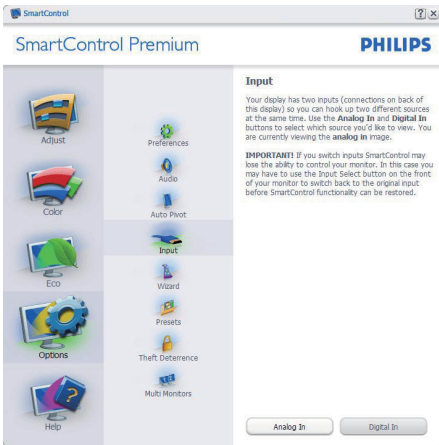 SmartControl
SmartControl Premium
PHILIPS
Adjust
Color
Eco
Options
Help
Preferences
Audio
Auto Pivot
Input
Wizard
Presets
Theft Deterrence
Multi Monitors
Input
Your display has two inputs (connections on back of
this display) so you can hook up two different sources
at the same time. Use the Analog In and Digital In
buttons to select which source you'd like to view. You
are currently viewing the analog in image.
IMPORTANT! If you switch inputs SmartControl may
lose the ability to control your monitor. In this case you
may have to use the Input Select button on the front
of your monitor to switch back to the original input
before SmartControl functionality can be restored.
Analog In
Digital In